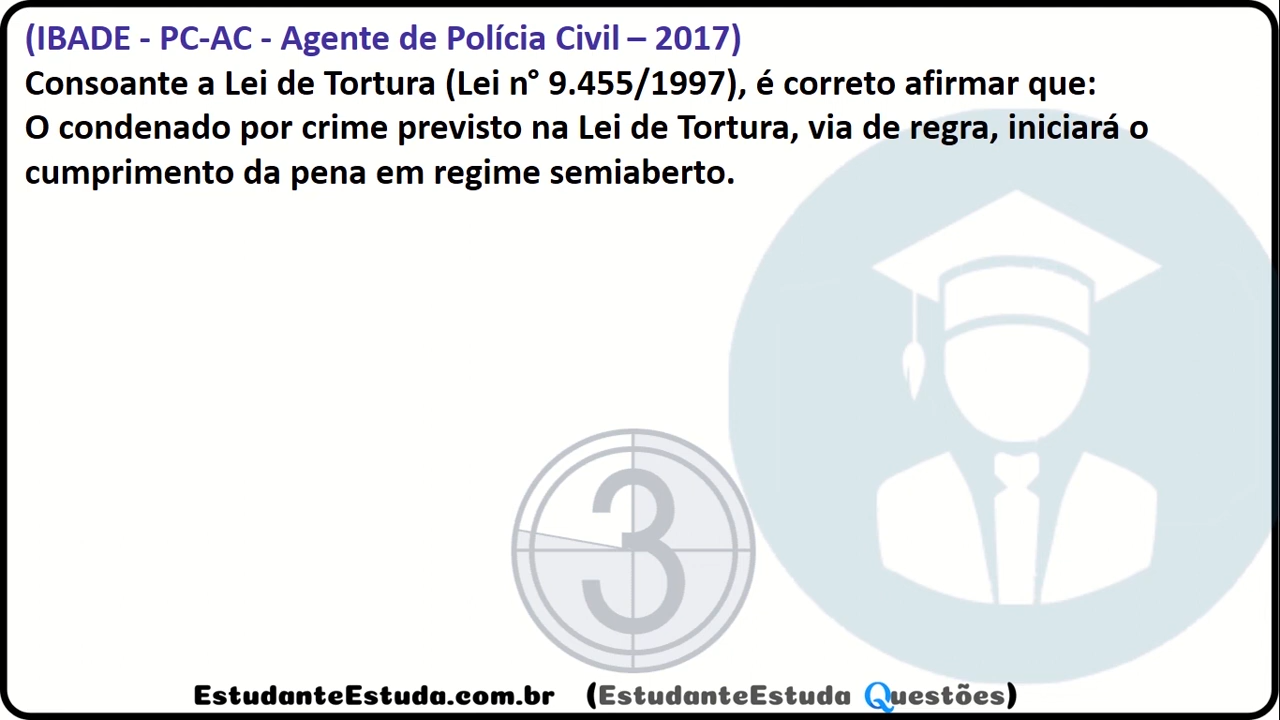 (IBADE - PC-AC - Agente de Polícia Civil – 2017)
Consoante a Lei de Tortura (Lei n° 9.455/1997), é correto afirmar que:
O condenado por crime previsto na Lei de Tortura, via de regra, iniciará o
cumprimento da pena em regime semiaberto.
3
EstudanteEstuda.com.br (EstudanteEstuda Questões)